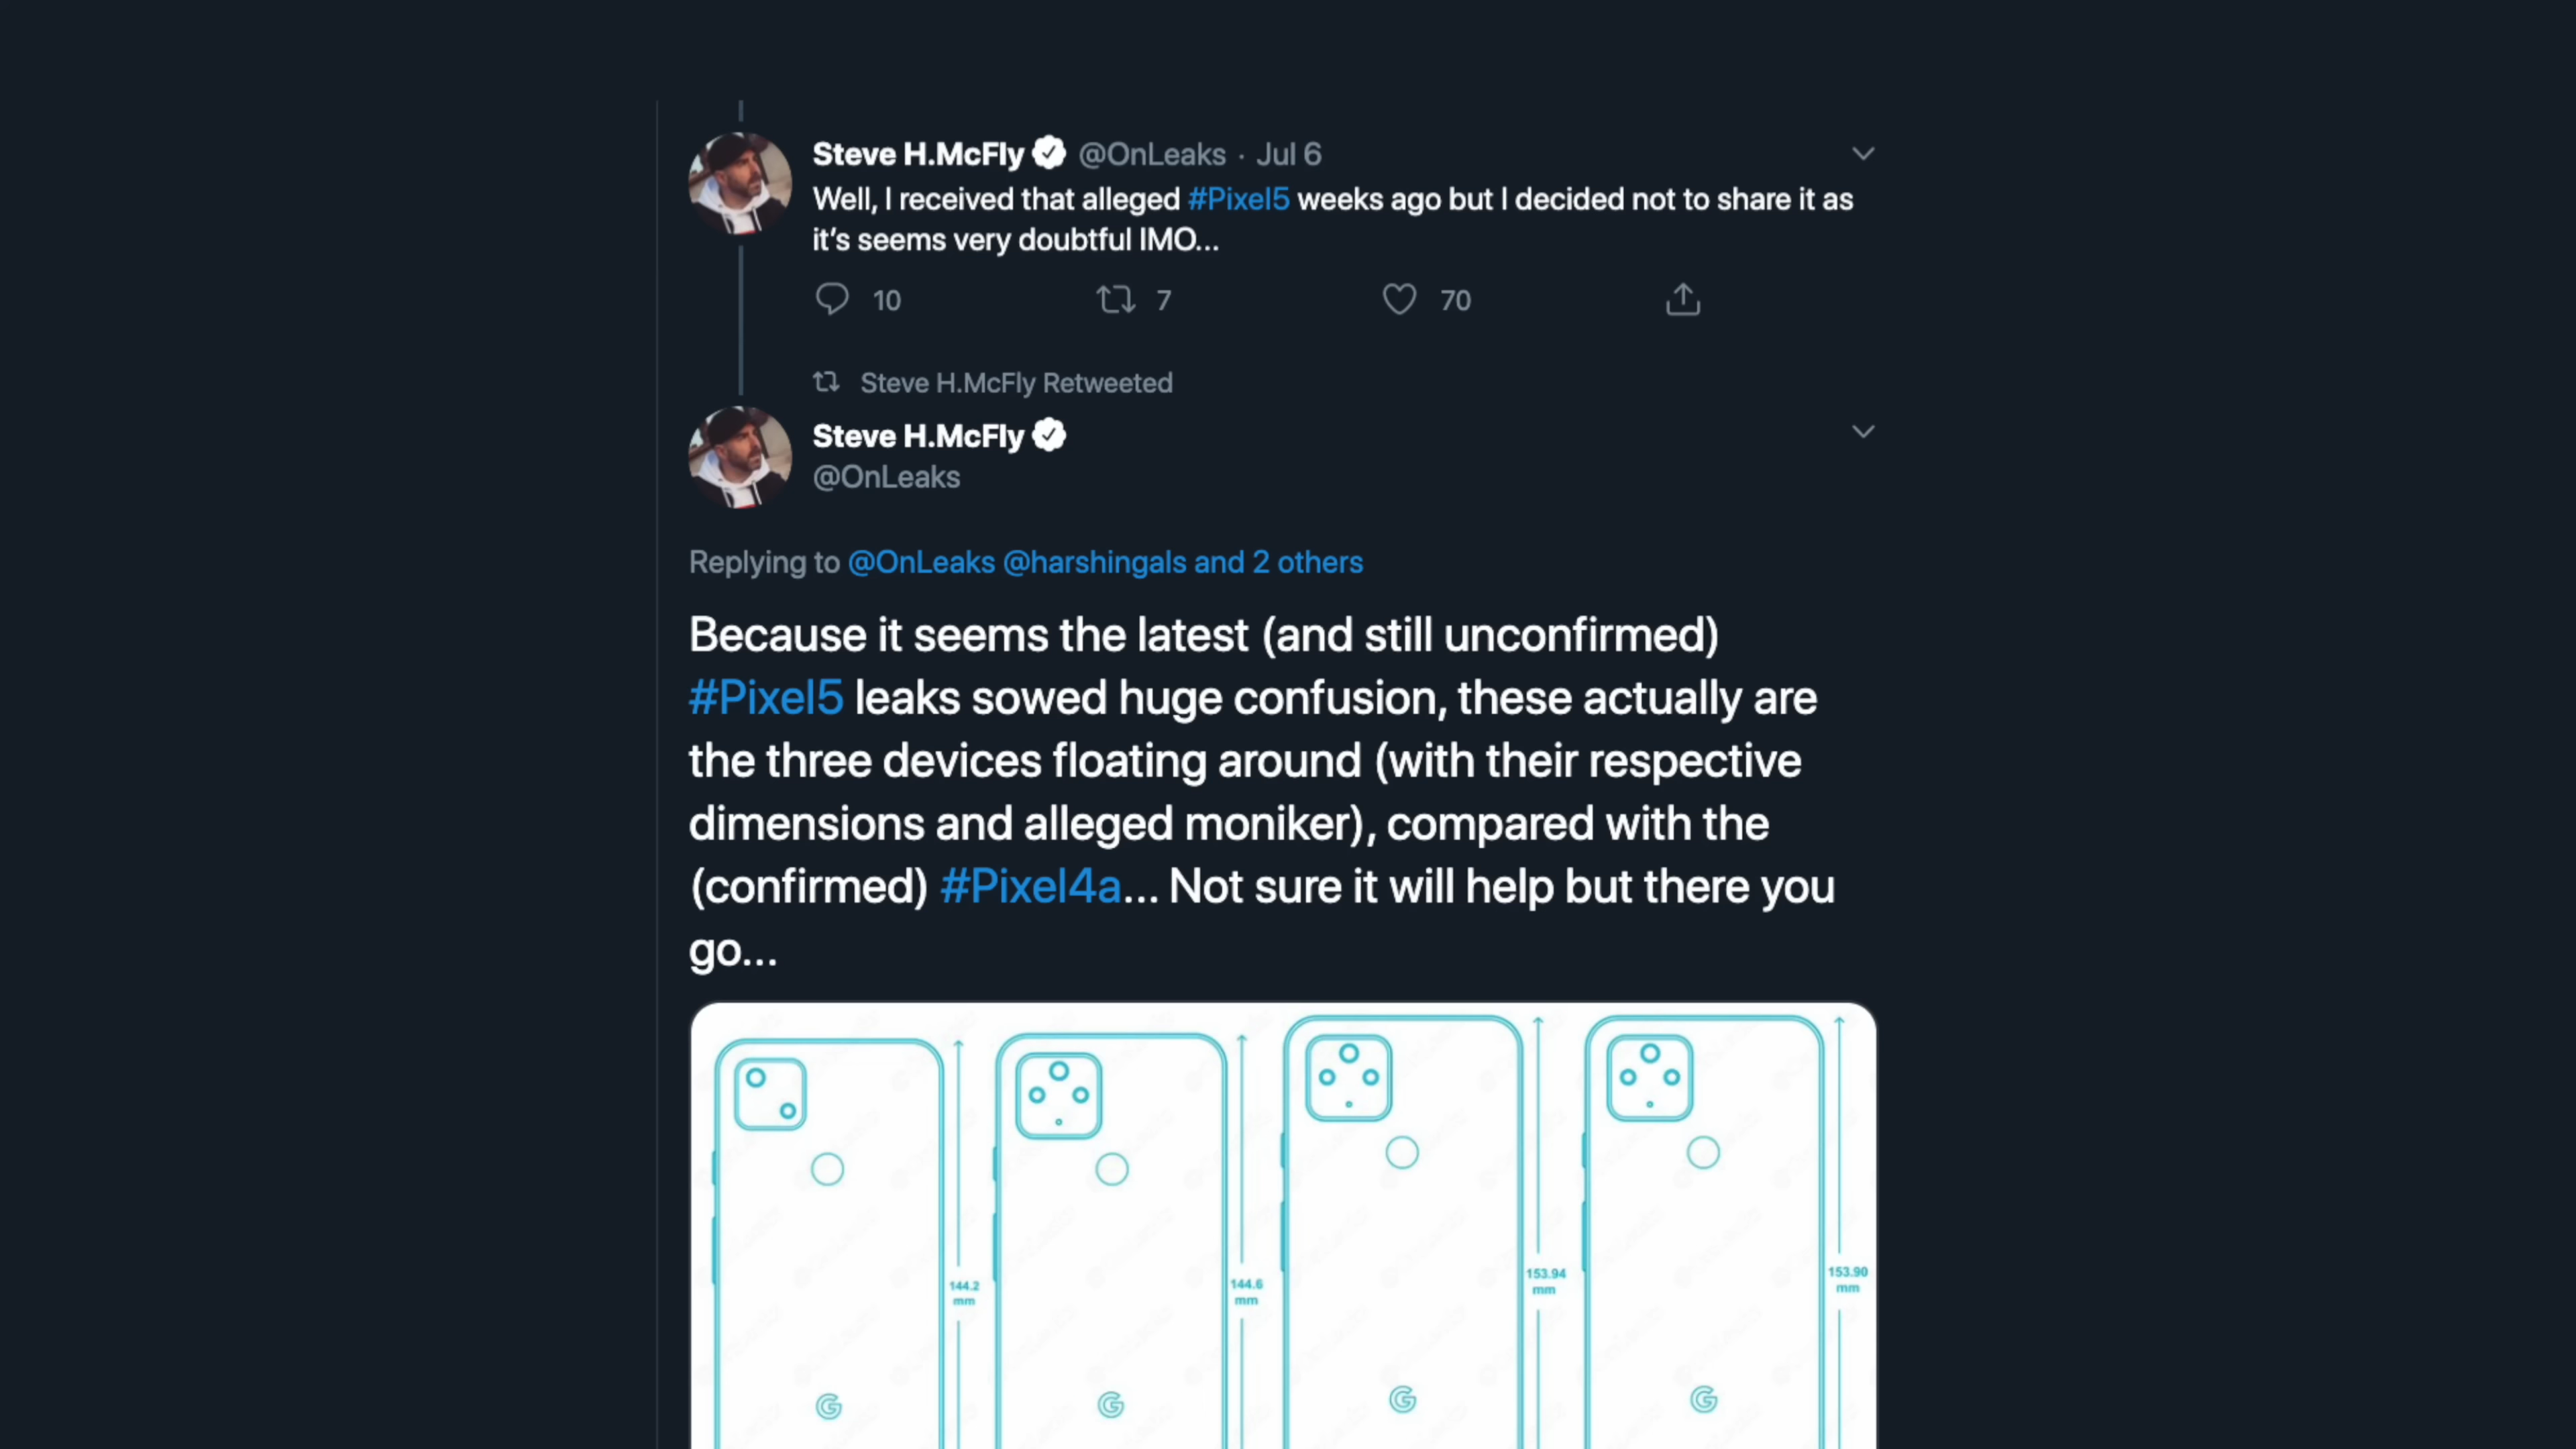 Steve H.McFly @OnLeaks · Jul 6
Well, I received that alleged #Pixel5 weeks ago but I decided not to share it as
it's seems very doubtful IMO...
10 7 70
Steve H.McFly Retweeted
Steve H.McFly
@OnLeaks
Replying to @OnLeaks @harshingals and 2 others
Because it seems the latest (and still unconfirmed)
#Pixel5 leaks sowed huge confusion, these actually are
the three devices floating around (with their respective
dimensions and alleged moniker), compared with the
(confirmed) #Pixel4a... Not sure it will help but there you
go...
144.2
mm
144.6
mm
153.94
mm
153.90
mm
G G G G